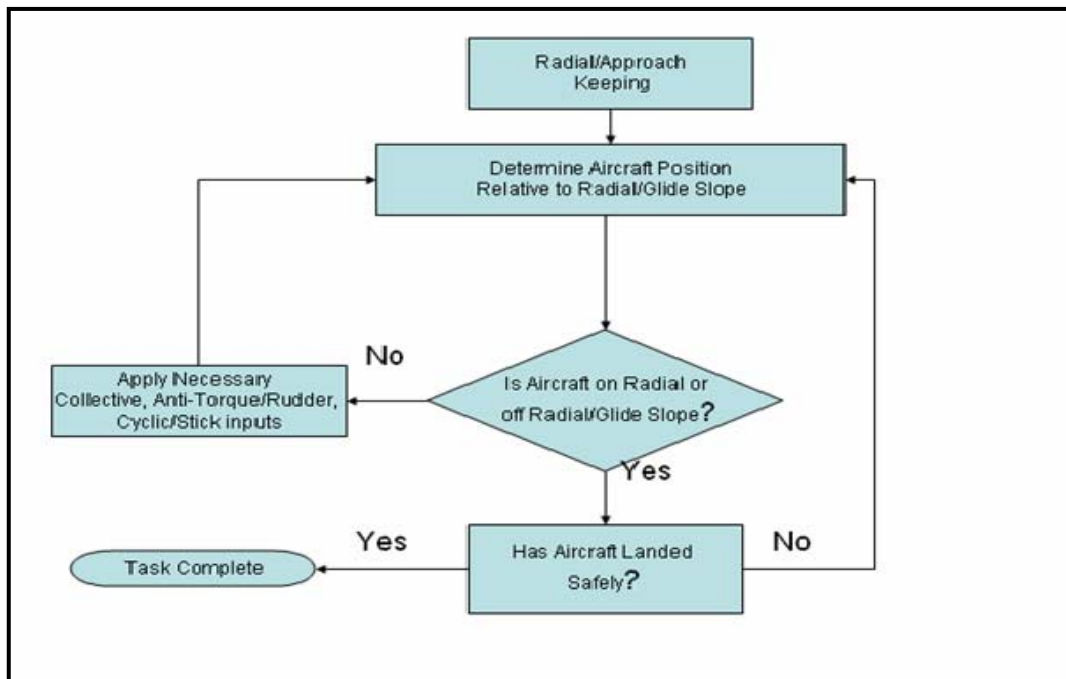 Radial/Approach
Keeping
Determine Aircraft Position
Relative to Radial/Glide Slope
No
Apply Necessary
Collective, Anti-Torque/Rudder,
Cyclic/Stick inputs
Is Aircraft on Radial or
off Radial/Glide Slope?
Yes
Yes
No
Has Aircraft Landed
Safely?
Task Complete